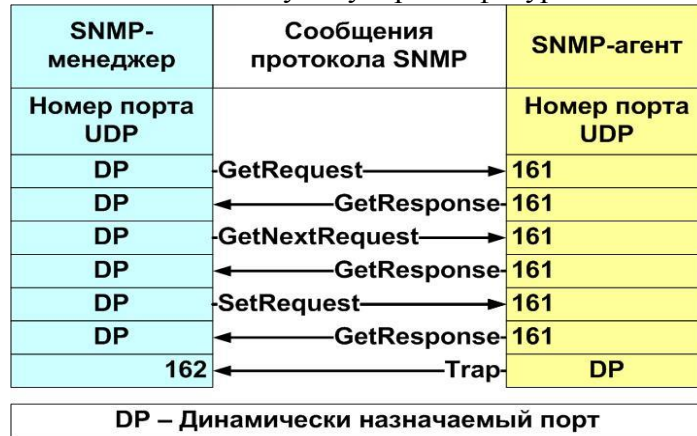 SNMP-менеджер Сообщения протокола SNMP SNMP-агент
Номер порта UDP Номер порта UDP
DP GetRequest 161
DP GetResponse 161
DP GetNextRequest 161
DP GetResponse 161
DP SetRequest 161
DP GetResponse 161
162 Trap DP
DP – Динамически назначаемый порт